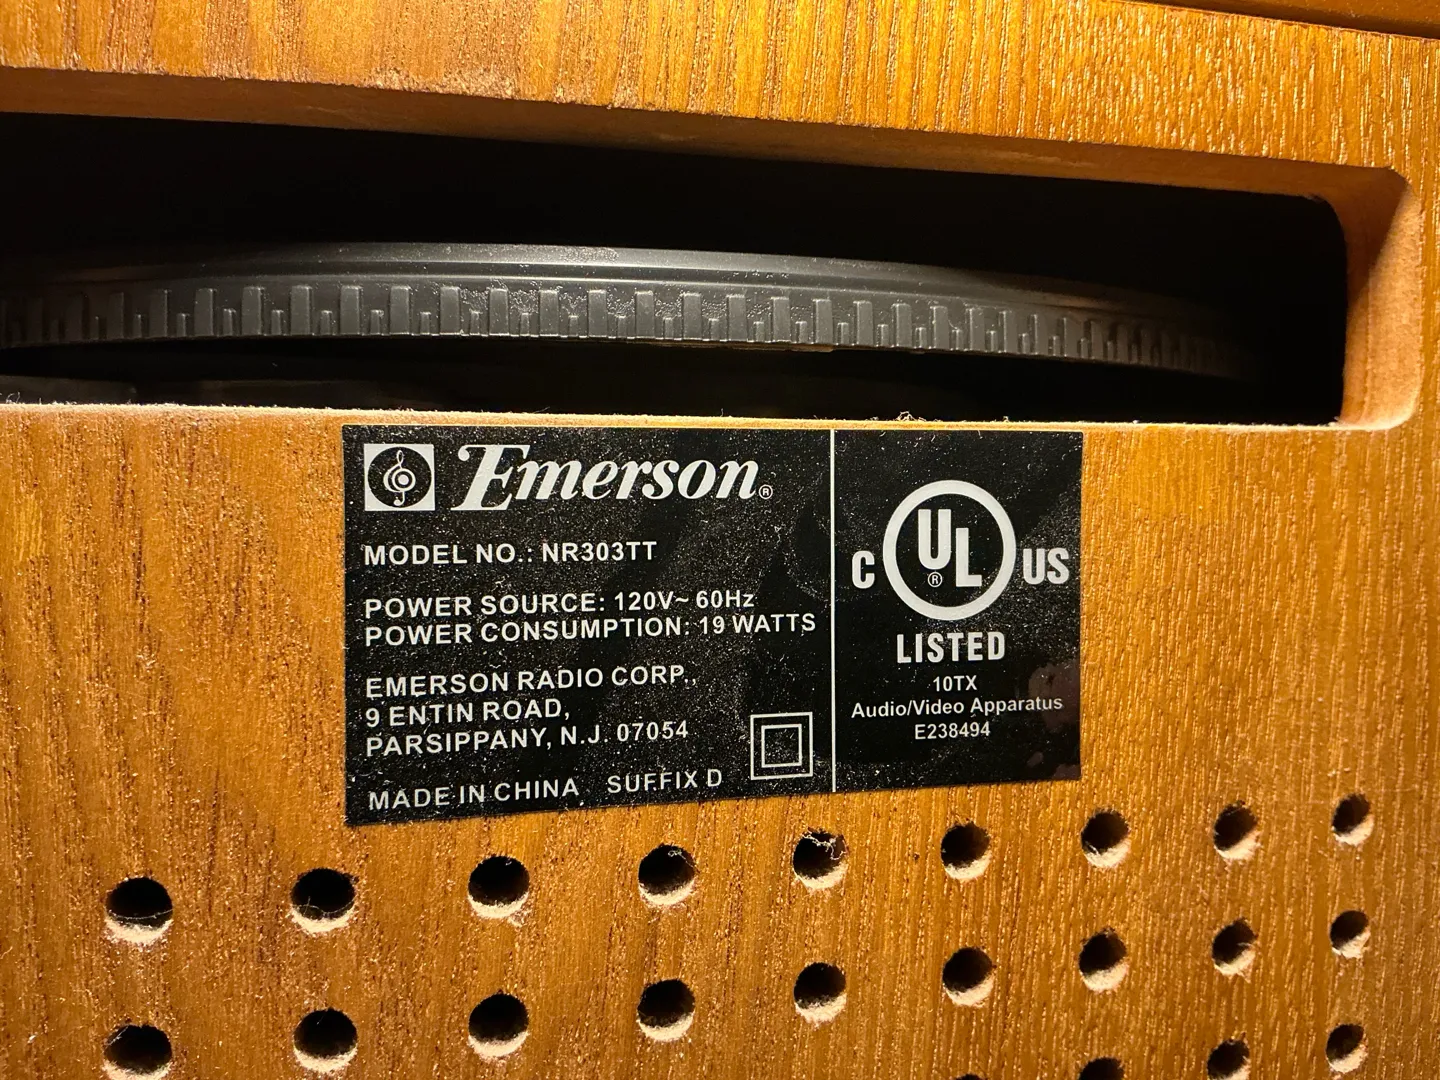 Emerson®
MODEL NO.: NR303TT
POWER SOURCE: 120V~ 60Hz
POWER CONSUMPTION: 19 WATTS
EMERSON RADIO CORP.,
9 ENTIN ROAD,
PARSIPPANY, N.J. 07054
MADE IN CHINA SUFFIX D
C UL® US
LISTED
10TX
Audio/Video Apparatus
E238494